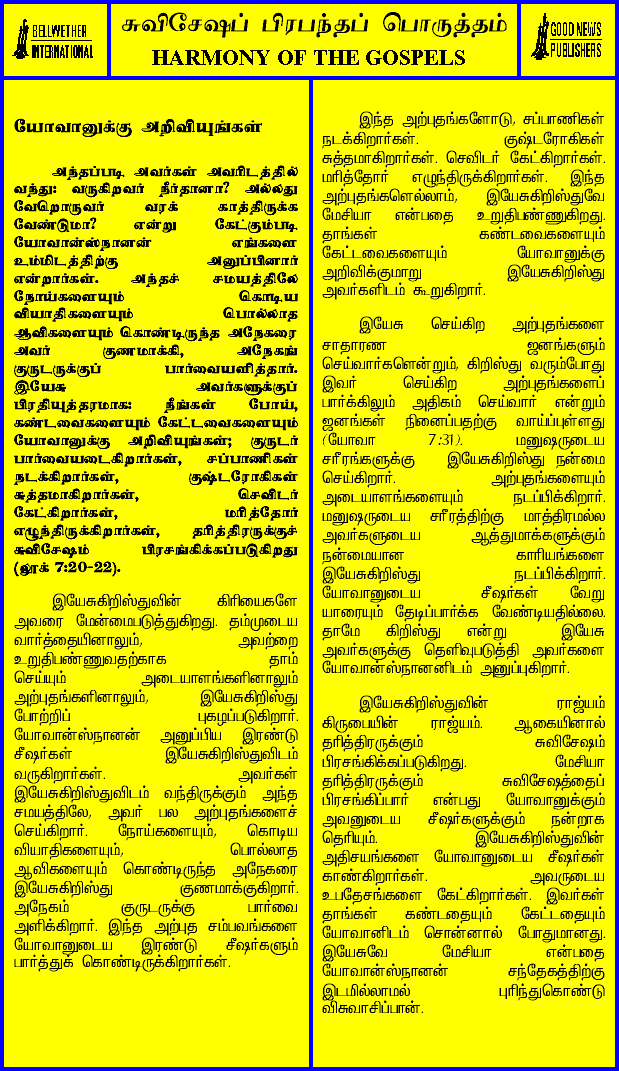 BELLWETHER
INTERNATIONAL
சுவிசேஷப் பிரபந்தப் பொருத்தம்
HARMONY OF THE GOSPELS
GOOD NEWS
PUBLISHERS
யோவானுக்கு அறிவியுங்கள்
அந்தப்படி அவர்கள் அவரிடத்தில்
வந்து: வருகிறவர் நீர்தானா? அல்லது
வேறொருவர் வரக் காத்திருக்க
வேண்டுமா? என்று கேட்கும்படி
யோவான்ஸ்நானன் எங்களை
உம்மிடத்திற்கு அனுப்பினார்
என்றார்கள். அந்தச் சமயத்திலே
நோய்களையும் கொடிய
வியாதிகளையும் பொல்லாத
ஆவிகளையும் கொண்டிருந்த அநேகரை
அவர் குணமாக்கி, அநேகங்
குருடருக்குப் பார்வையளித்தார்.
இயேசு அவர்களுக்குப்
பிரதியுத்தரமாக: நீங்கள் போய்,
கண்டவைகளையும் கேட்டவைகளையும்
யோவானுக்கு அறிவியுங்கள்; குருடர்
பார்வையடைகிறார்கள், சப்பாணிகள்
நடக்கிறார்கள், குஷ்டரோகிகள்
சுத்தமாகிறார்கள், செவிடர்
கேட்கிறார்கள், மரித்தோர்
எழுந்திருக்கிறார்கள், தரித்திரருக்குச்
சுவிசேஷம் பிரசங்கிக்கப்படுகிறது
(லூக் 7:20-22).
இயேசுகிறிஸ்துவின் கிரியைகளே
அவரை மேன்மைபடுத்துகிறது. தம்முடைய
வார்த்தையினாலும், அவற்றை
உறுதிபண்ணுவதற்காக தாம்
செய்யும் அடையாளங்களினாலும்
அற்புதங்களினாலும், இயேசுகிறிஸ்து
போற்றிப் புகழப்படுகிறார்.
யோவான்ஸ்நானன் அனுப்பிய இரண்டு
சீஷர்கள் இயேசுகிறிஸ்துவிடம்
வருகிறார்கள். அவர்கள்
இயேசுகிறிஸ்துவிடம் வந்திருக்கும் அந்த
சமயத்திலே, அவர் பல அற்புதங்களைச்
செய்கிறார். நோய்களையும், கொடிய
வியாதிகளையும், பொல்லாத
ஆவிகளையும் கொண்டிருந்த அநேகரை
இயேசுகிறிஸ்து குணமாக்குகிறார்.
அநேகம் குருடருக்கு பார்வை
அளிக்கிறார். இந்த அற்புத சம்பவங்களை
யோவானுடைய இரண்டு சீஷர்களும்
பார்த்துக் கொண்டிருக்கிறார்கள்.
இந்த அற்புதங்களோடு, சப்பாணிகள்
நடக்கிறார்கள். குஷ்டரோகிகள்
சுத்தமாகிறார்கள். செவிடர் கேட்கிறார்கள்.
மரித்தோர் எழுந்திருக்கிறார்கள். இந்த
அற்புதங்களெல்லாம், இயேசுகிறிஸ்துவே
மேசியா என்பதை உறுதிபண்ணுகிறது.
தாங்கள் கண்டவைகளையும்
கேட்டவைகளையும் யோவானுக்கு
அறிவிக்குமாறு இயேசுகிறிஸ்து
அவர்களிடம் கூறுகிறார்.
இயேசு செய்கிற அற்புதங்களை
சாதாரண ஜனங்களும்
செய்வார்களென்றும், கிறிஸ்து வரும்போது
இவர் செய்கிற அற்புதங்களைப்
பார்க்கிலும் அதிகம் செய்வார் என்றும்
ஜனங்கள் நினைப்பதற்கு வாய்ப்புள்ளது
(யோவா 7:31). மனுஷருடைய
சரீரங்களுக்கு இயேசுகிறிஸ்து நன்மை
செய்கிறார். அற்புதங்களையும்
அடையாளங்களையும் நடப்பிக்கிறார்.
மனுஷருடைய சரீரத்திற்கு மாத்திரமல்ல
அவர்களுடைய ஆத்துமாக்களுக்கும்
நன்மையான காரியங்களை
இயேசுகிறிஸ்து நடப்பிக்கிறார்.
யோவானுடைய சீஷர்கள் வேறு
யாரையும் தேடிப்பார்க்க வேண்டியதில்லை.
தாமே கிறிஸ்து என்று இயேசு
அவர்களுக்கு தெளிவுபடுத்தி அவர்களை
யோவான்ஸ்நானனிடம் அனுப்புகிறார்.
இயேசுகிறிஸ்துவின் ராஜ்யம்
கிருபையின் ராஜ்யம். ஆகையினால்
தரித்திரருக்கும் சுவிசேஷம்
பிரசங்கிக்கப்படுகிறது. மேசியா
தரித்திரருக்கும் சுவிசேஷத்தைப்
பிரசங்கிப்பார் என்பது யோவானுக்கும்
அவனுடைய சீஷர்களுக்கும் நன்றாக
தெரியும். இயேசுகிறிஸ்துவின்
அதிசயங்களை யோவானுடைய சீஷர்கள்
காண்கிறார்கள். அவருடைய
உபதேசங்களை கேட்கிறார்கள். இவர்கள்
தாங்கள் கண்டதையும் கேட்டதையும்
யோவானிடம் சொன்னால் போதுமானது.
இயேசுவே மேசியா என்பதை
யோவான்ஸ்நானன் சந்தேகத்திற்கு
இடமில்லாமல் புரிந்துகொண்டு
விசுவாசிப்பான்.